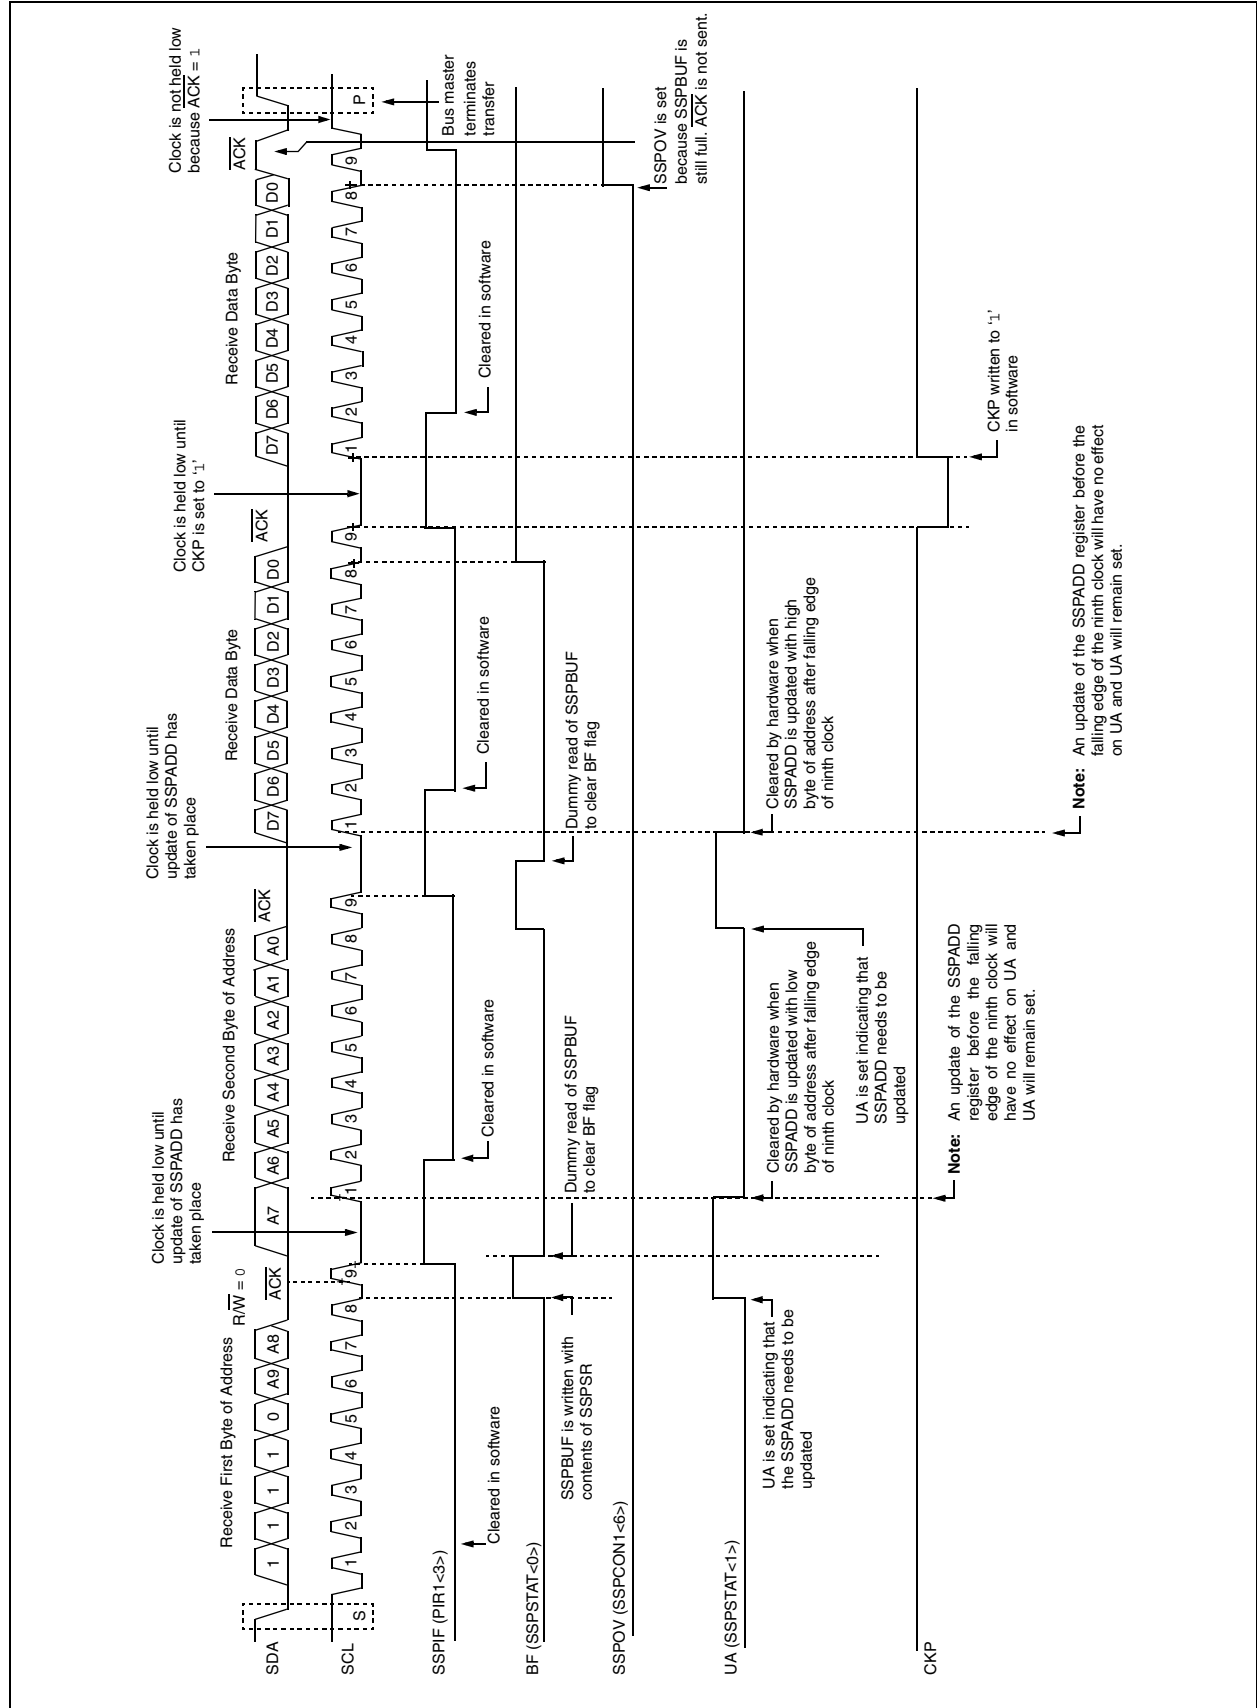 Receive First Byte of Address
R/W = 0
Clock is held low until
update of SSPADD has
taken place
Receive Second Byte of Address
Clock is held low until
update of SSPADD has
taken place
Receive Data Byte
Clock is held low until
CKP is set to ‘1’
Receive Data Byte
Clock is not held low
because ACK = 1
SDA
1 1 1 1 0 A9 A8 ACK A7 A6 A5 A4 A3 A2 A1 A0 ACK D7 D6 D5 D4 D3 D2 D1 D0 ACK D7 D6 D5 D4 D3 D2 D1 D0 ACK
SCL
S 1 2 3 4 5 6 7 8 9 1 2 3 4 5 6 7 8 9 1 2 3 4 5 6 7 8 9 1 2 3 4 5 6 7 8 9 P
SSPIF (PIR1<3>)
Cleared in software
Cleared in software
Cleared in software
Cleared in software
Bus master
terminates
transfer
BF (SSPSTAT<0>)
SSPBUF is written with
contents of SSPSR
Dummy read of SSPBUF
to clear BF flag
Dummy read of SSPBUF
to clear BF flag
SSPOV (SSPCON1<6>)
SSPOV is set
because SSPBUF is
still full. ACK is not sent.
UA (SSPSTAT<1>)
UA is set indicating that
the SSPADD needs to be
updated
Cleared by hardware when
SSPADD is updated with low
byte of address after falling edge
of ninth clock
UA is set indicating that
SSPADD needs to be
updated
Cleared by hardware when
SSPADD is updated with high
byte of address after falling edge
of ninth clock
CKP
CKP written to ‘1’
in software
Note: An update of the SSPADD
register before the falling
edge of the ninth clock will
have no effect on UA and
UA will remain set.
Note: An update of the SSPADD register before the
falling edge of the ninth clock will have no effect
on UA and UA will remain set.